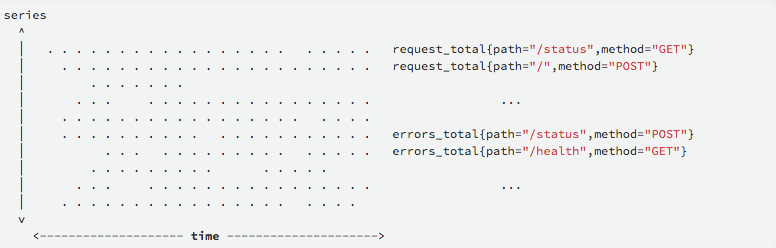 series
^
│ . . . . . . . . . . . . . . . . .   . . . . . request_total{path="/status",method="GET"}
│ . . . . . . . . . . . . . . . . . . . . . . request_total{path="/",method="POST"}
│ . . . . . . .
│ . . .   . . . . . . . . . . . . . . . . ...
│ . . . . . . . . . . . . . . . . .   . . . .
│ . . . . . . . . . .   . . . . . . .   . . . . . errors_total{path="/status",method="POST"}
│ . . .   . . . . . . . . .   . . . . . errors_total{path="/health",method="GET"}
│ . . . . . . . . .   . . . . .
│ . . .   . . . . . . . . . . . . . . . . ...
│ . . . . . . . . . . . . . . . .   . . . .
v
<------------------- time --------------------->